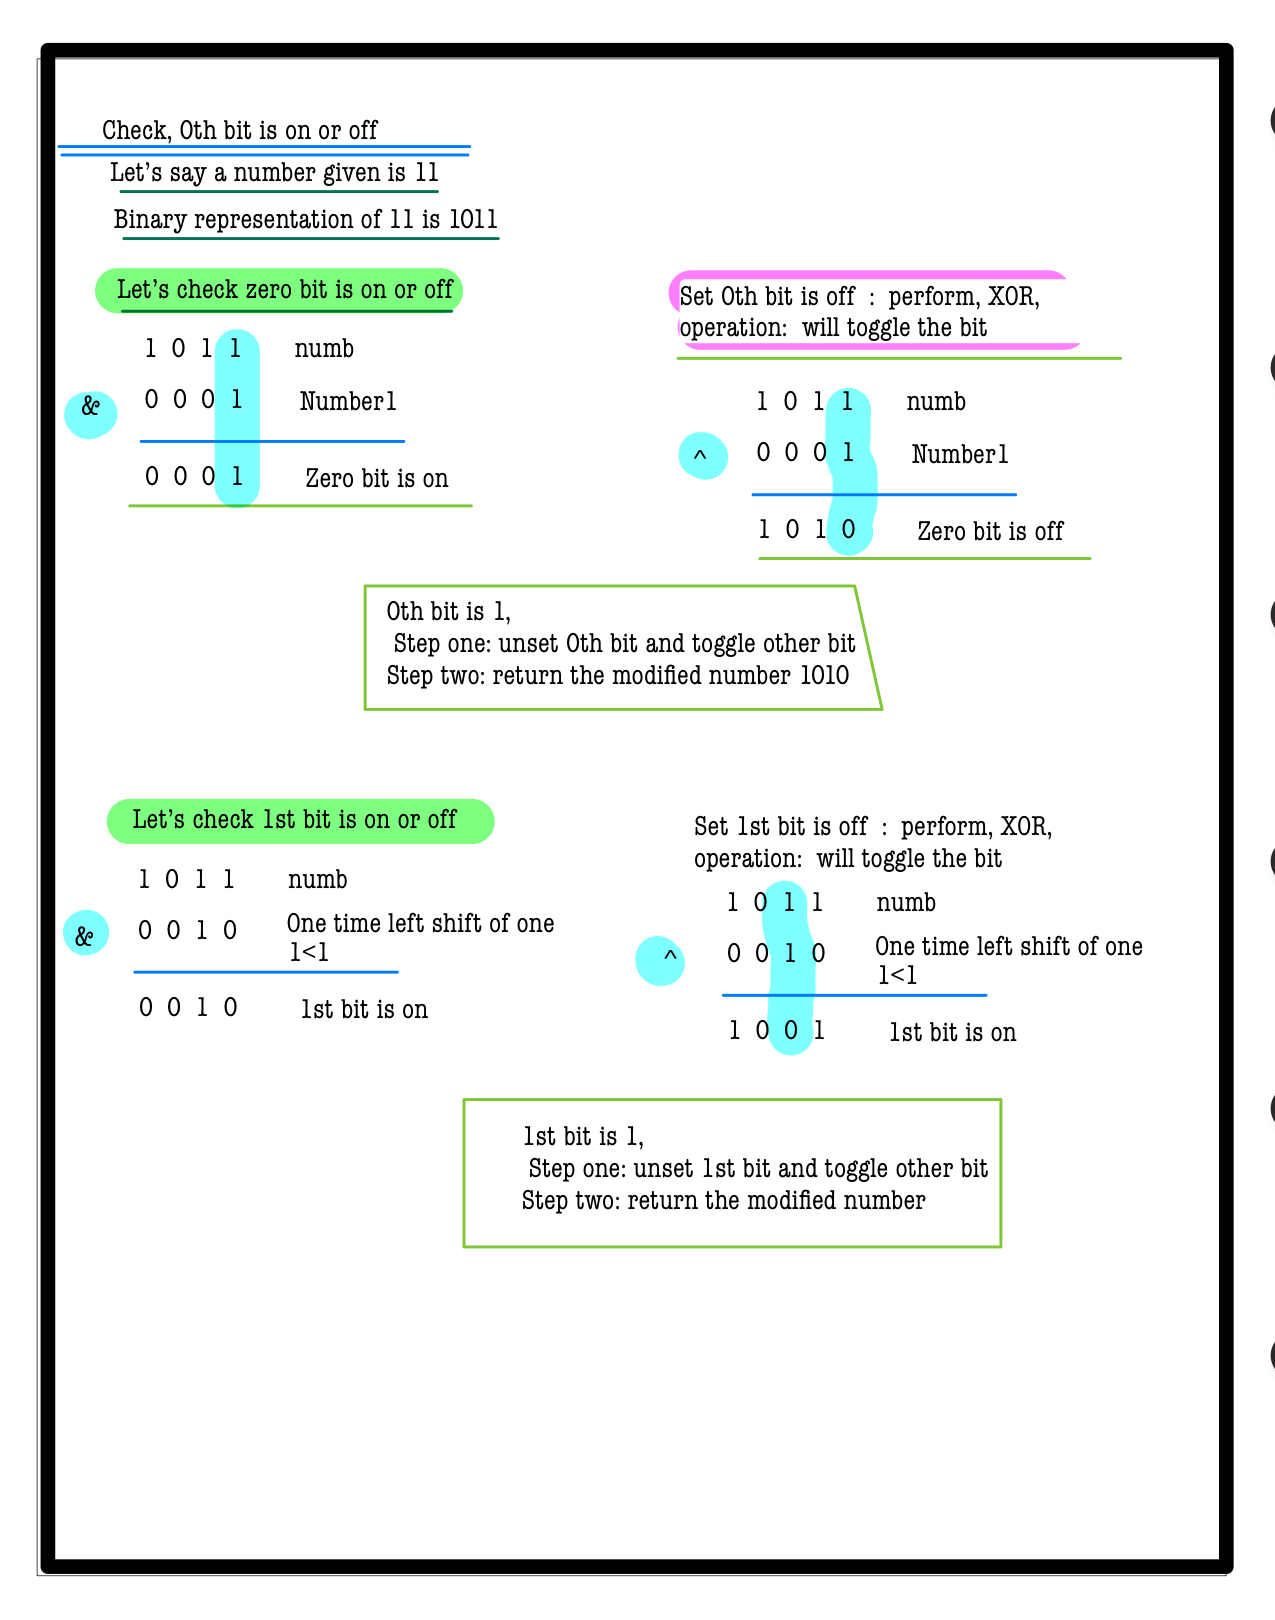 Check, 0th bit is on or off
Let's say a number given is 11
Binary representation of 11 is 1011
Let's check zero bit is on or off
1 0 1 1 numb
& 0 0 0 1 Number1
0 0 0 1 Zero bit is on
Set 0th bit is off : perform, XOR,
operation: will toggle the bit
1 0 1 1 numb
^ 0 0 0 1 Number1
1 0 1 0 Zero bit is off
0th bit is 1,
Step one: unset 0th bit and toggle other bit
Step two: return the modified number 1010
Let's check 1st bit is on or off
1 0 1 1 numb
& 0 0 1 0 One time left shift of one
1<1
0 0 1 0 1st bit is on
Set 1st bit is off : perform, XOR,
operation: will toggle the bit
1 0 1 1 numb
^ 0 0 1 0 One time left shift of one
1<1
1 0 0 1 1st bit is on
1st bit is 1,
Step one: unset 1st bit and toggle other bit
Step two: return the modified number